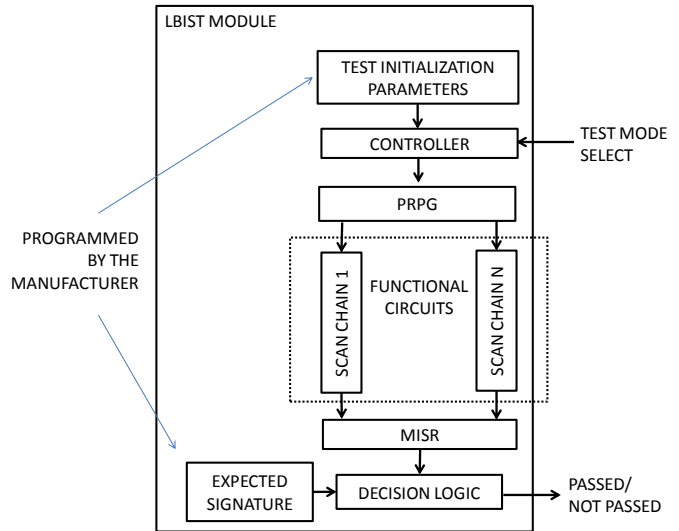 LBIST MODULE
TEST INITIALIZATION
PARAMETERS
CONTROLLER
TEST MODE
SELECT
PRPG
PROGRAMMED
BY THE
MANUFACTURER
SCAN CHAIN 1
FUNCTIONAL
CIRCUITS
SCAN CHAIN N
MISR
EXPECTED
SIGNATURE
DECISION LOGIC
PASSED/
NOT PASSED